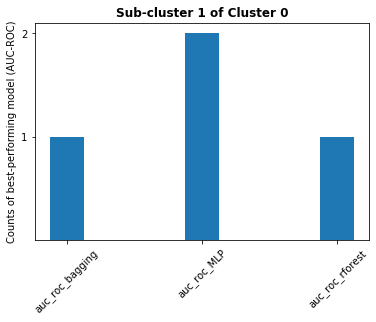 Sub-cluster 1 of Cluster 0
Counts of best-performing model (AUC-ROC)
2
1
auc_roc_bagging
auc_roc_MLP
auc_roc_rforest